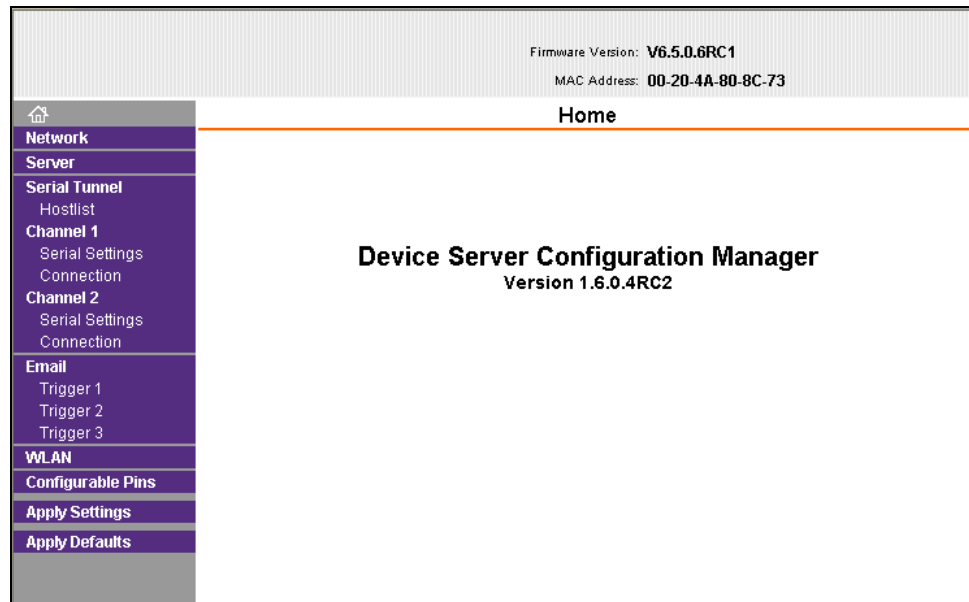 Firmware Version: V6.5.0.6RC1
MAC Address: 00-20-4A-80-8C-73
Home
Network
Server
Serial Tunnel
Hostlist
Channel 1
Serial Settings
Connection
Channel 2
Serial Settings
Connection
Email
Trigger 1
Trigger 2
Trigger 3
WLAN
Configurable Pins
Apply Settings
Apply Defaults
Device Server Configuration Manager
Version 1.6.0.4RC2